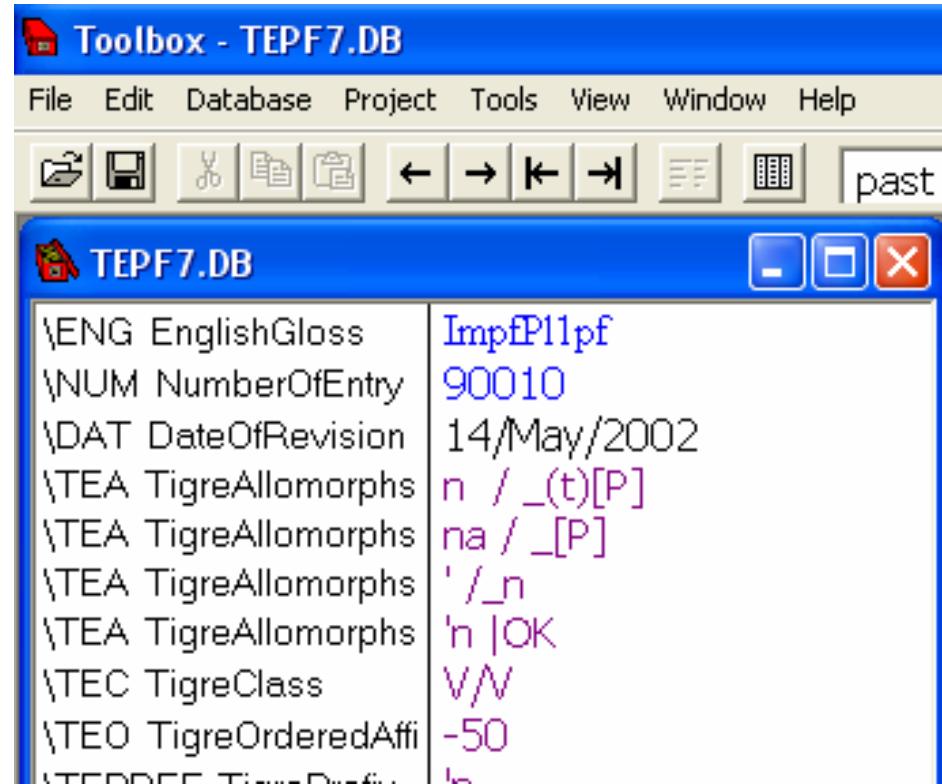 Toolbox - TEPF7.DB
File Edit Database Project Tools View Window Help
past
TEPF7.DB
\ENG EnglishGloss ImpfPl1pf
\NUM NumberOfEntry 90010
\DAT DateOfRevision 14/May/2002
\TEA TigreAllomorphs n / _(t)[P]
\TEA TigreAllomorphs na / _[P]
\TEA TigreAllomorphs ' /_n
\TEA TigreAllomorphs 'n |OK
\TEC TigreClass V/V
\TEO TigreOrderedAffi -50